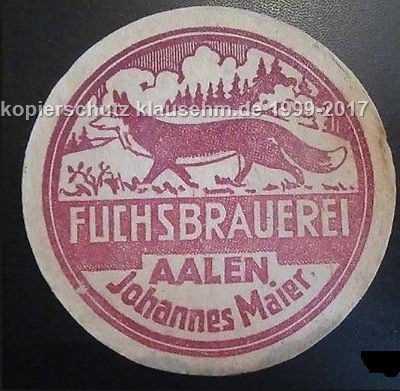 kopierschutz klausehm.de 1999-2017
FUCHSBRAUEREI
AALEN
Johannes Maier